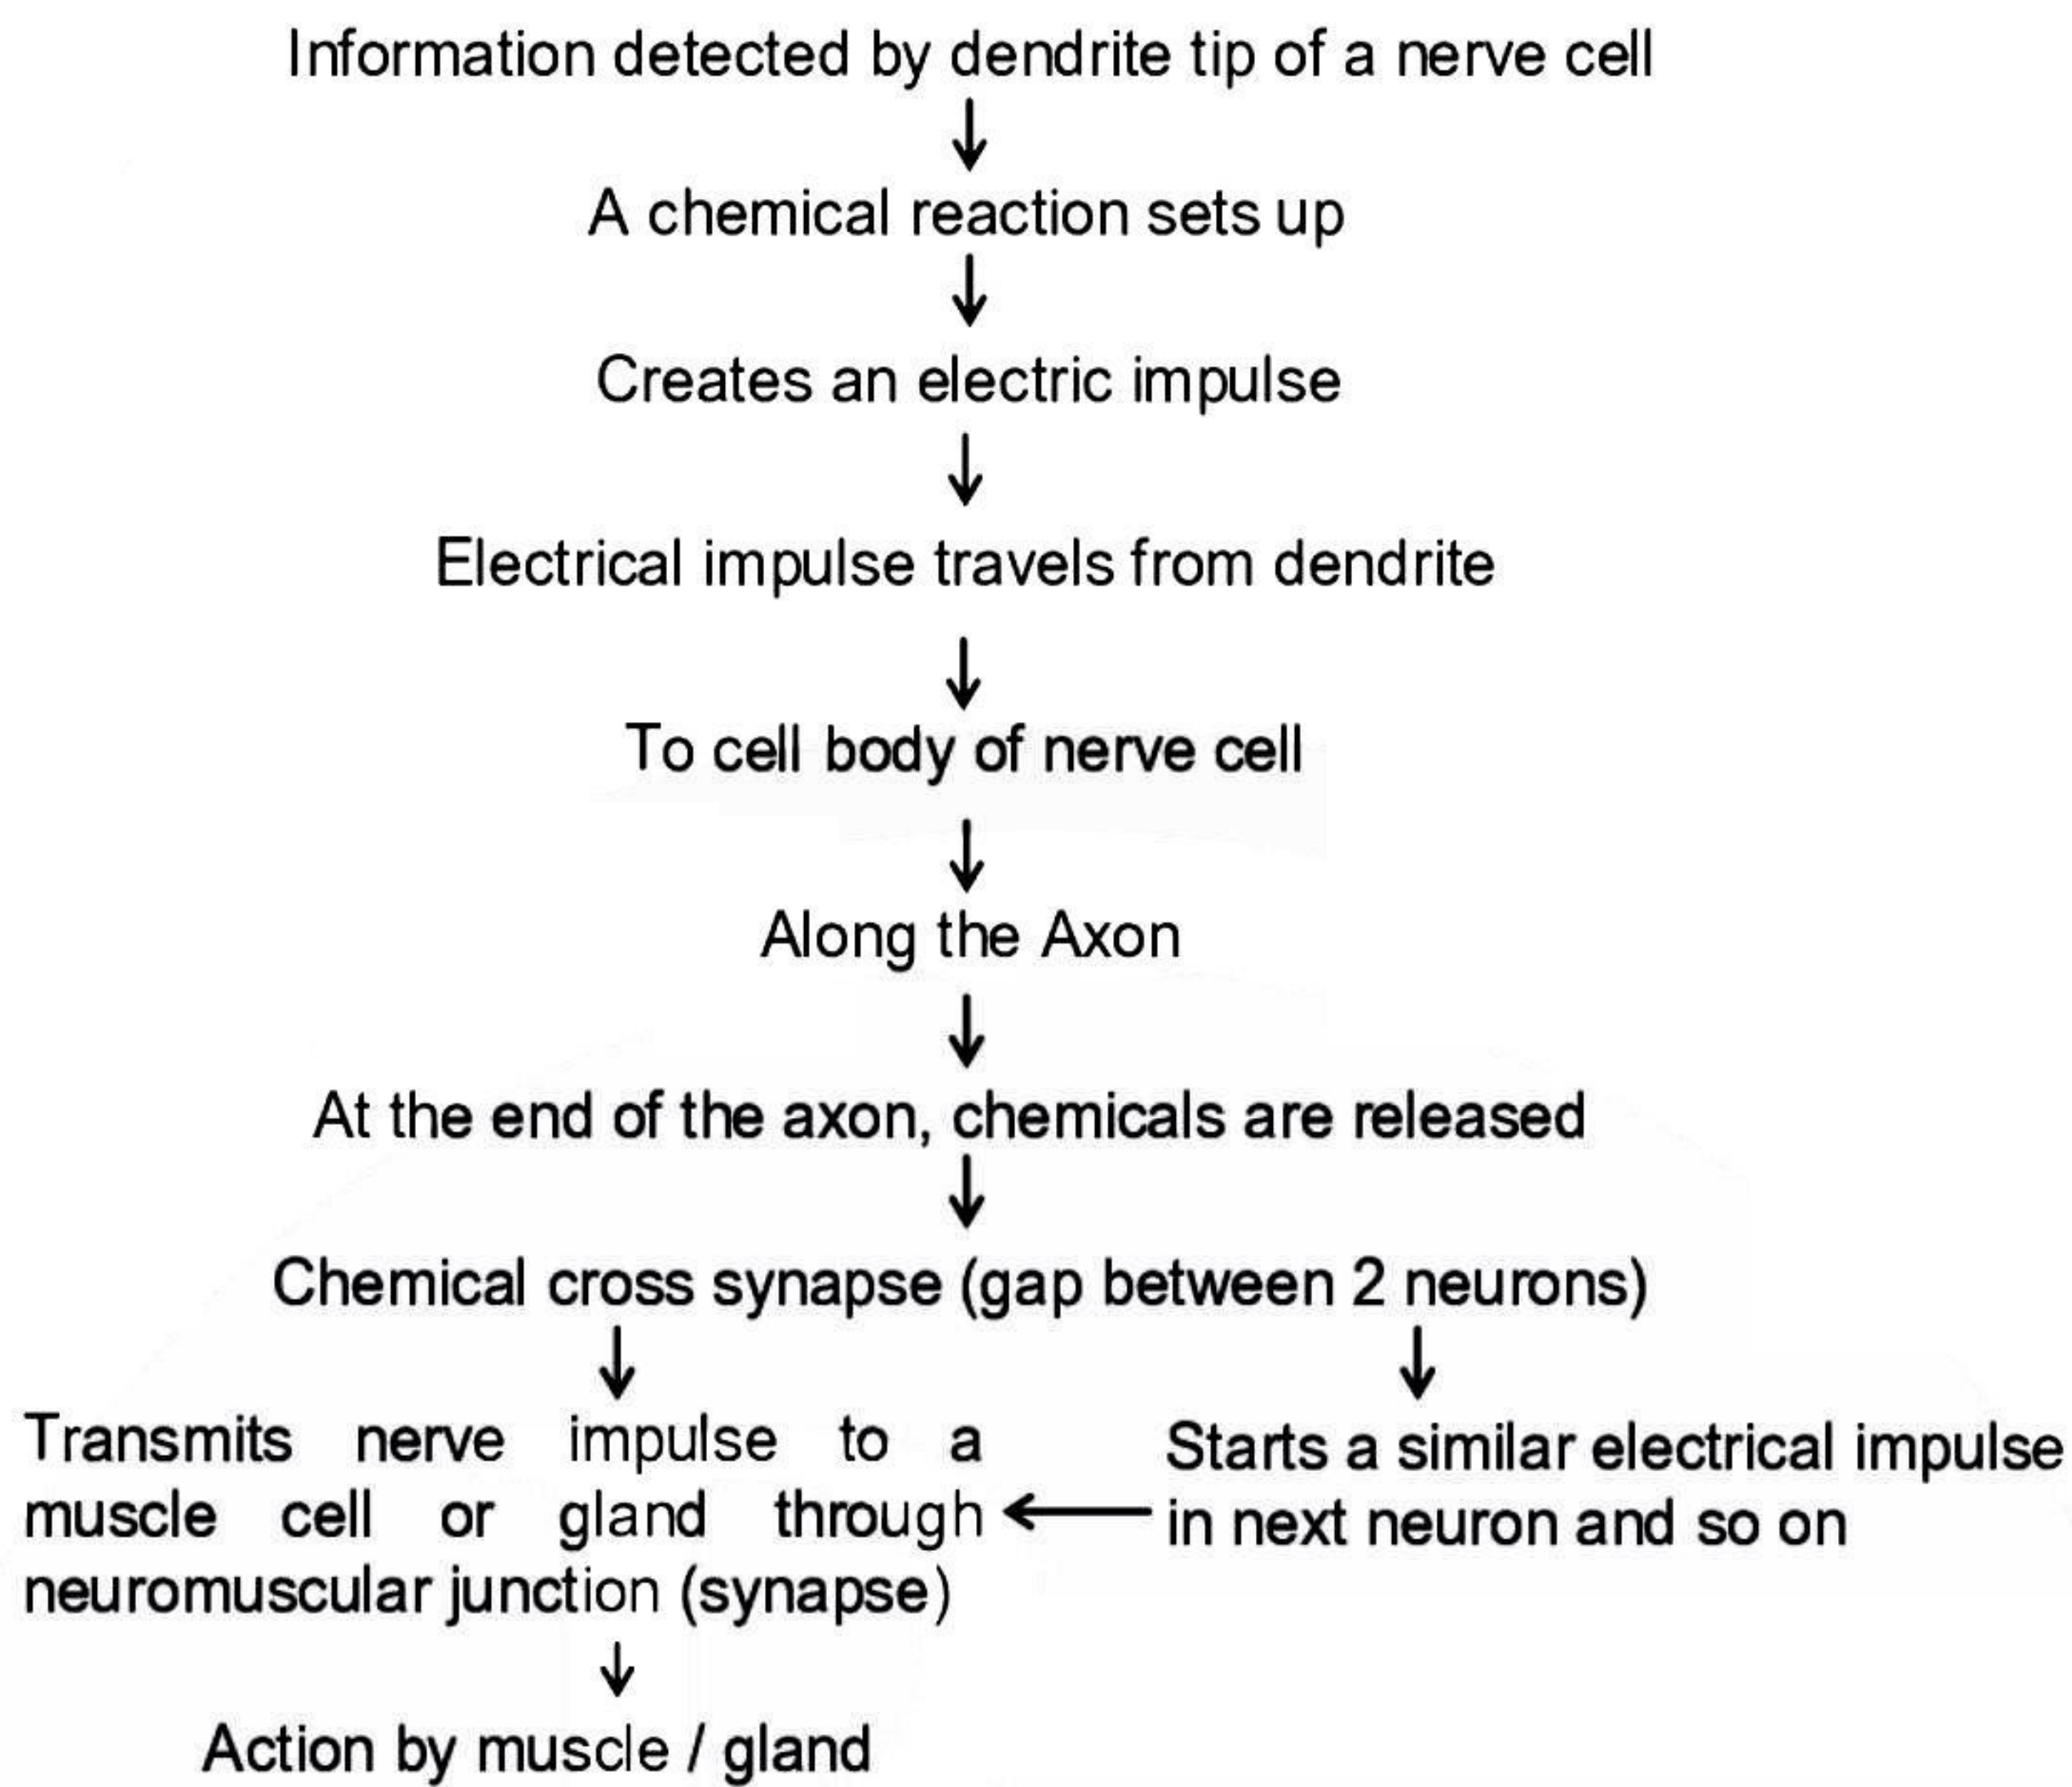 Information detected by dendrite tip of a nerve cell
A chemical reaction sets up
Creates an electric impulse
Electrical impulse travels from dendrite
To cell body of nerve cell
Along the Axon
At the end of the axon, chemicals are released
Chemical cross synapse (gap between 2 neurons)
Transmits nerve impulse to a
muscle cell or gland through
neuromuscular junction (synapse)
Starts a similar electrical impulse
in next neuron and so on
Action by muscle / gland